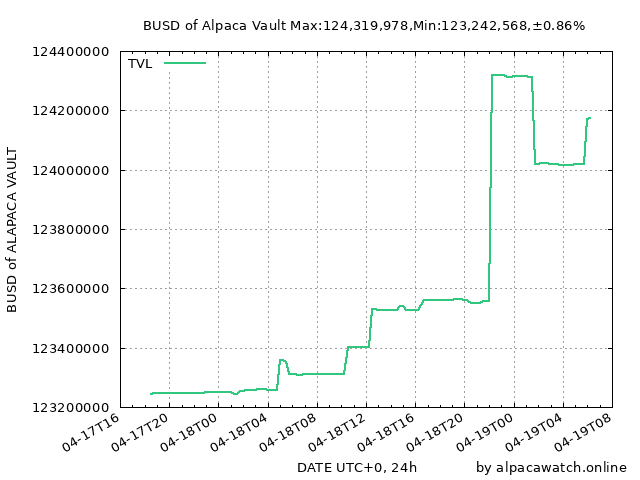 BUSD of Alpaca Vault Max:124,319,978,Min:123,242,568,±0.86%
TVL
124400000
124200000
124000000
123800000
123600000
123400000
123200000
BUSD of ALAPACA VAULT
04-17T16
04-17T20
04-18T00
04-18T04
04-18T08
04-18T12
04-18T16
04-18T20
04-19T00
04-19T04
04-19T08
DATE UTC+0, 24h
by alpacawatch.online